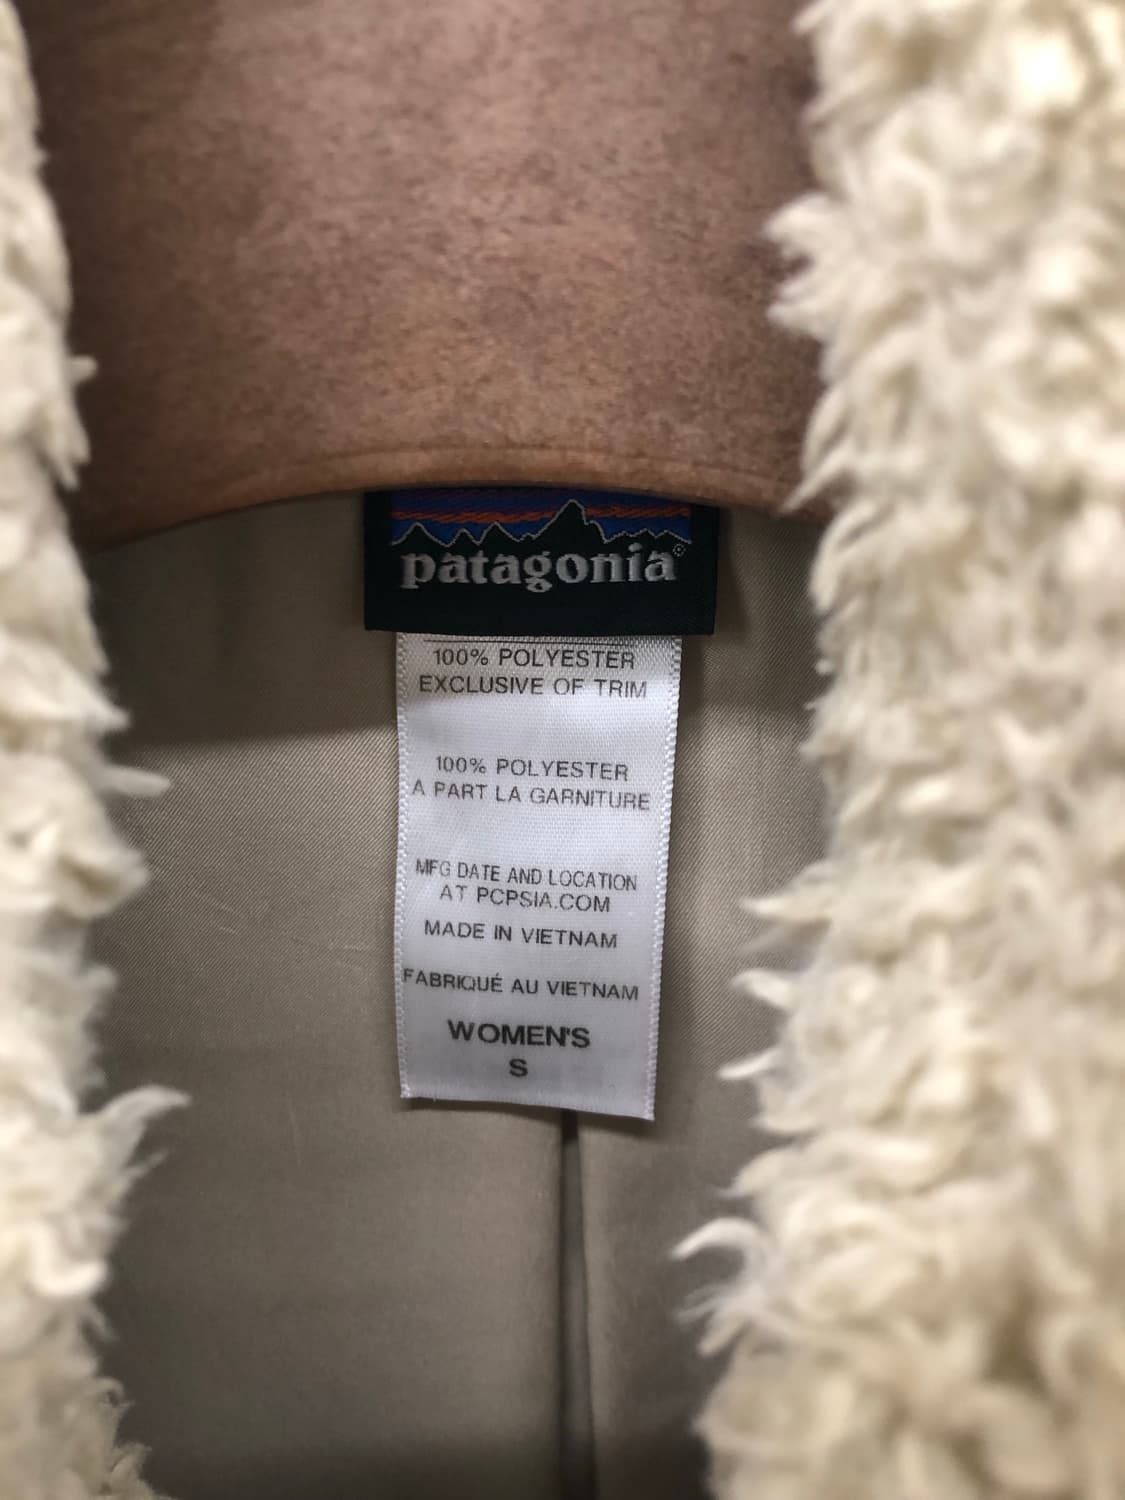 patagonia®
100% POLYESTER
EXCLUSIVE OF TRIM
100% POLYESTER
A PART LA GARNITURE
MFG DATE AND LOCATION
AT PCPSIA.COM
MADE IN VIETNAM
FABRIQUÉ AU VIETNAM
WOMEN'S
S